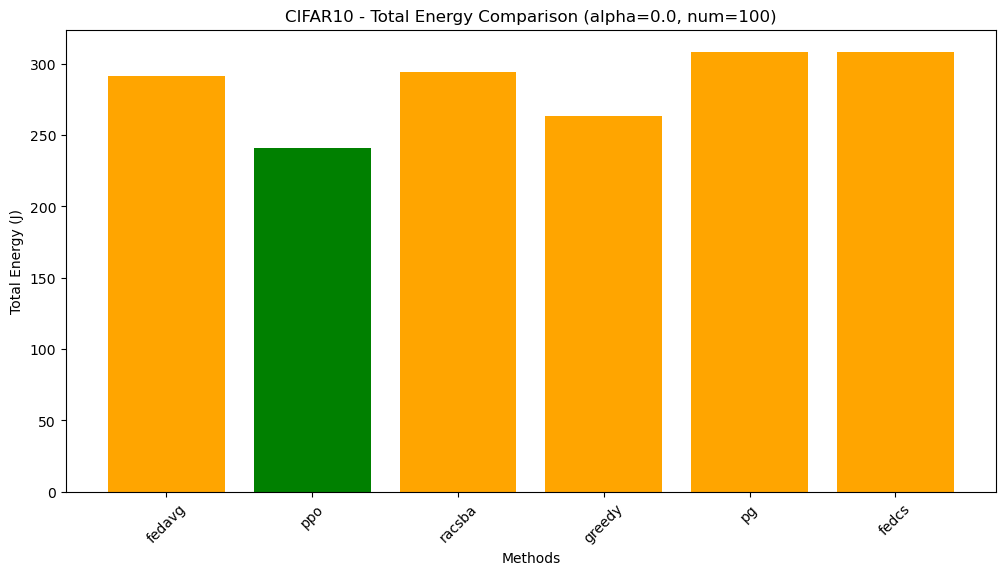 CIFAR10 - Total Energy Comparison (alpha=0.0, num=100)
Total Energy (J)
300
250
200
150
100
50
0
fedavg
ppo
racsba
greedy
pg
fedcs
Methods